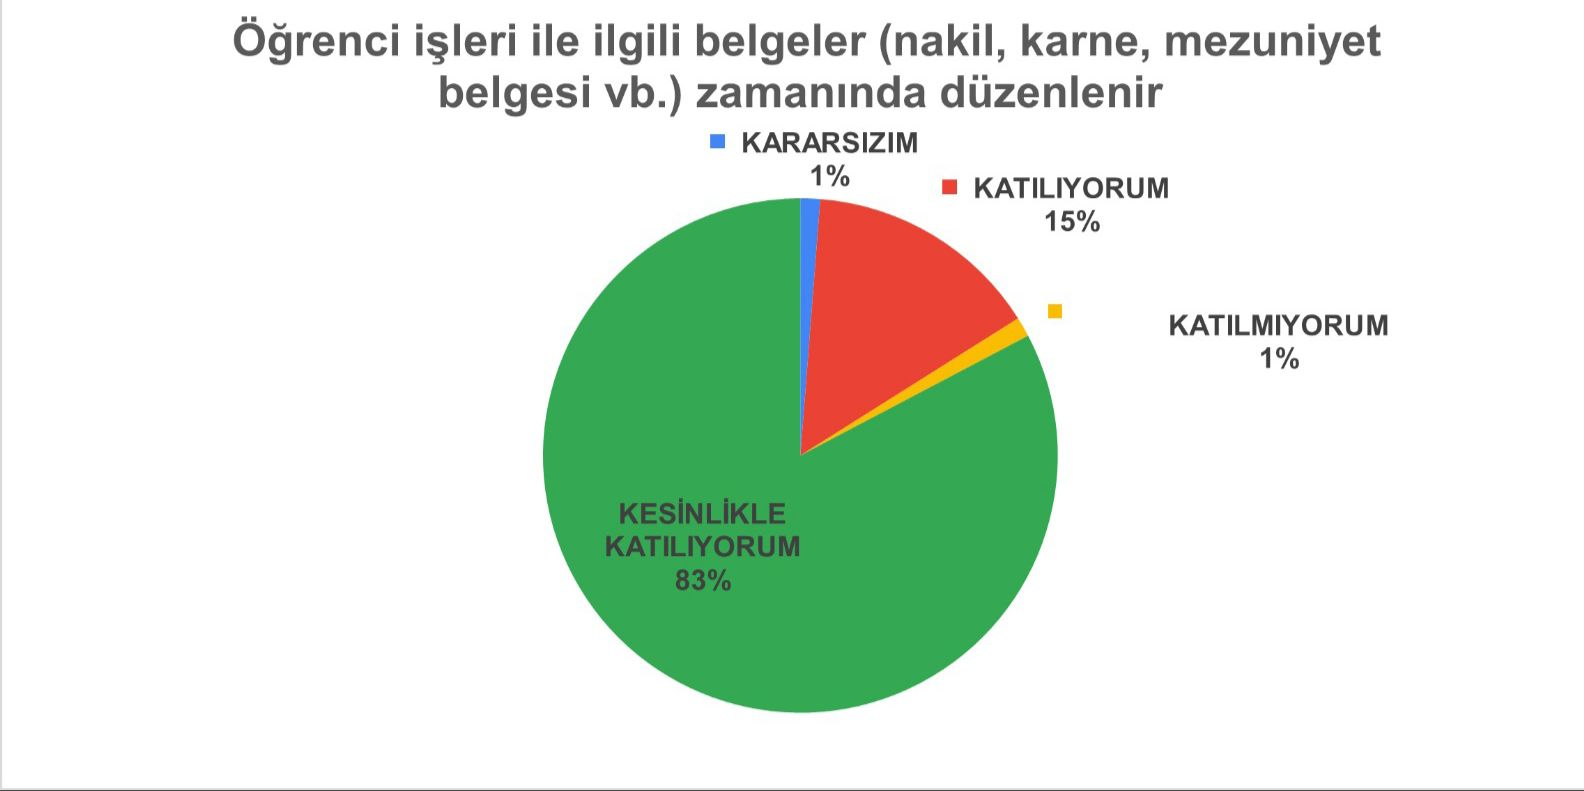 Öğrenci işleri ile ilgili belgeler (nakil, karne, mezuniyet
belgesi vb.) zamanında düzenlenir
KARARSIZIM
1%
KATILIYORUM
15%
KATILMIYORUM
1%
KESİNLİKLE
KATILIYORUM
83%